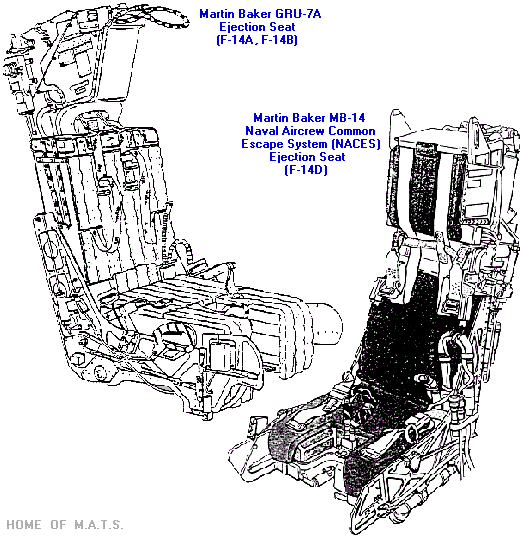 Martin Baker GRU-7A
Ejection Seat
(F-14A, F-14B)
Martin Baker MB-14
Naval Aircrew Common
Escape System (NACES)
Ejection Seat
(F-14D)
HOME OF M.A.T.S.